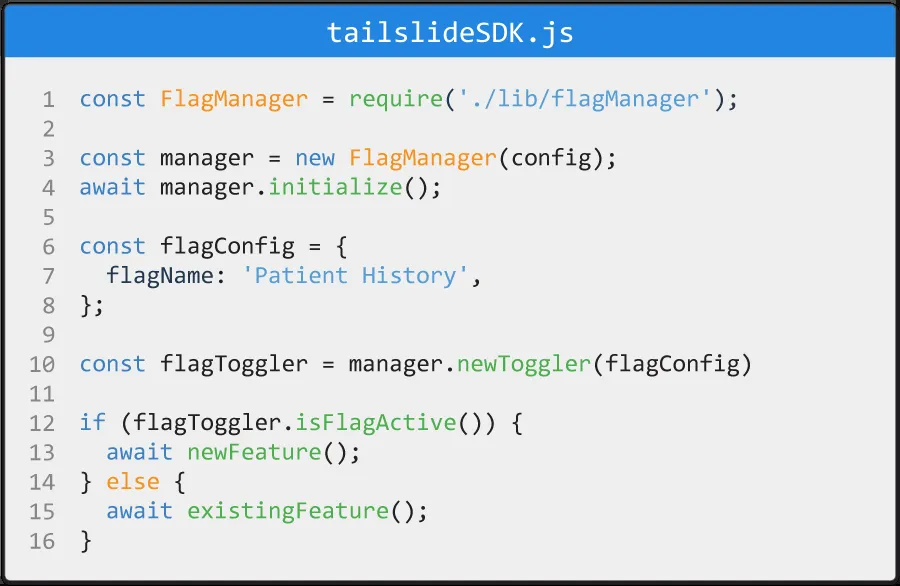 tailslideSDK.js
1 const FlagManager = require('./lib/flagManager');
2
3 const manager = new FlagManager(config);
4 await manager.initialize();
5
6 const flagConfig = {
7   flagName: 'Patient History',
8 };
9
10 const flagToggler = manager.newToggler(flagConfig)
11
12 if (flagToggler.isFlagActive()) {
13   await newFeature();
14 } else {
15   await existingFeature();
16 }